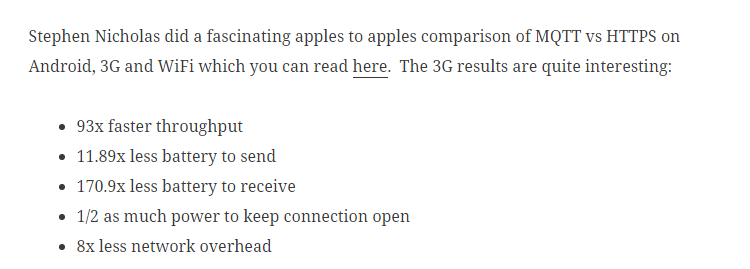 Stephen Nicholas did a fascinating apples to apples comparison of MQTT vs HTTPS on
Android, 3G and WiFi which you can read here. The 3G results are quite interesting:
• 93x faster throughput
• 11.89x less battery to send
• 170.9x less battery to receive
• 1/2 as much power to keep connection open
• 8x less network overhead